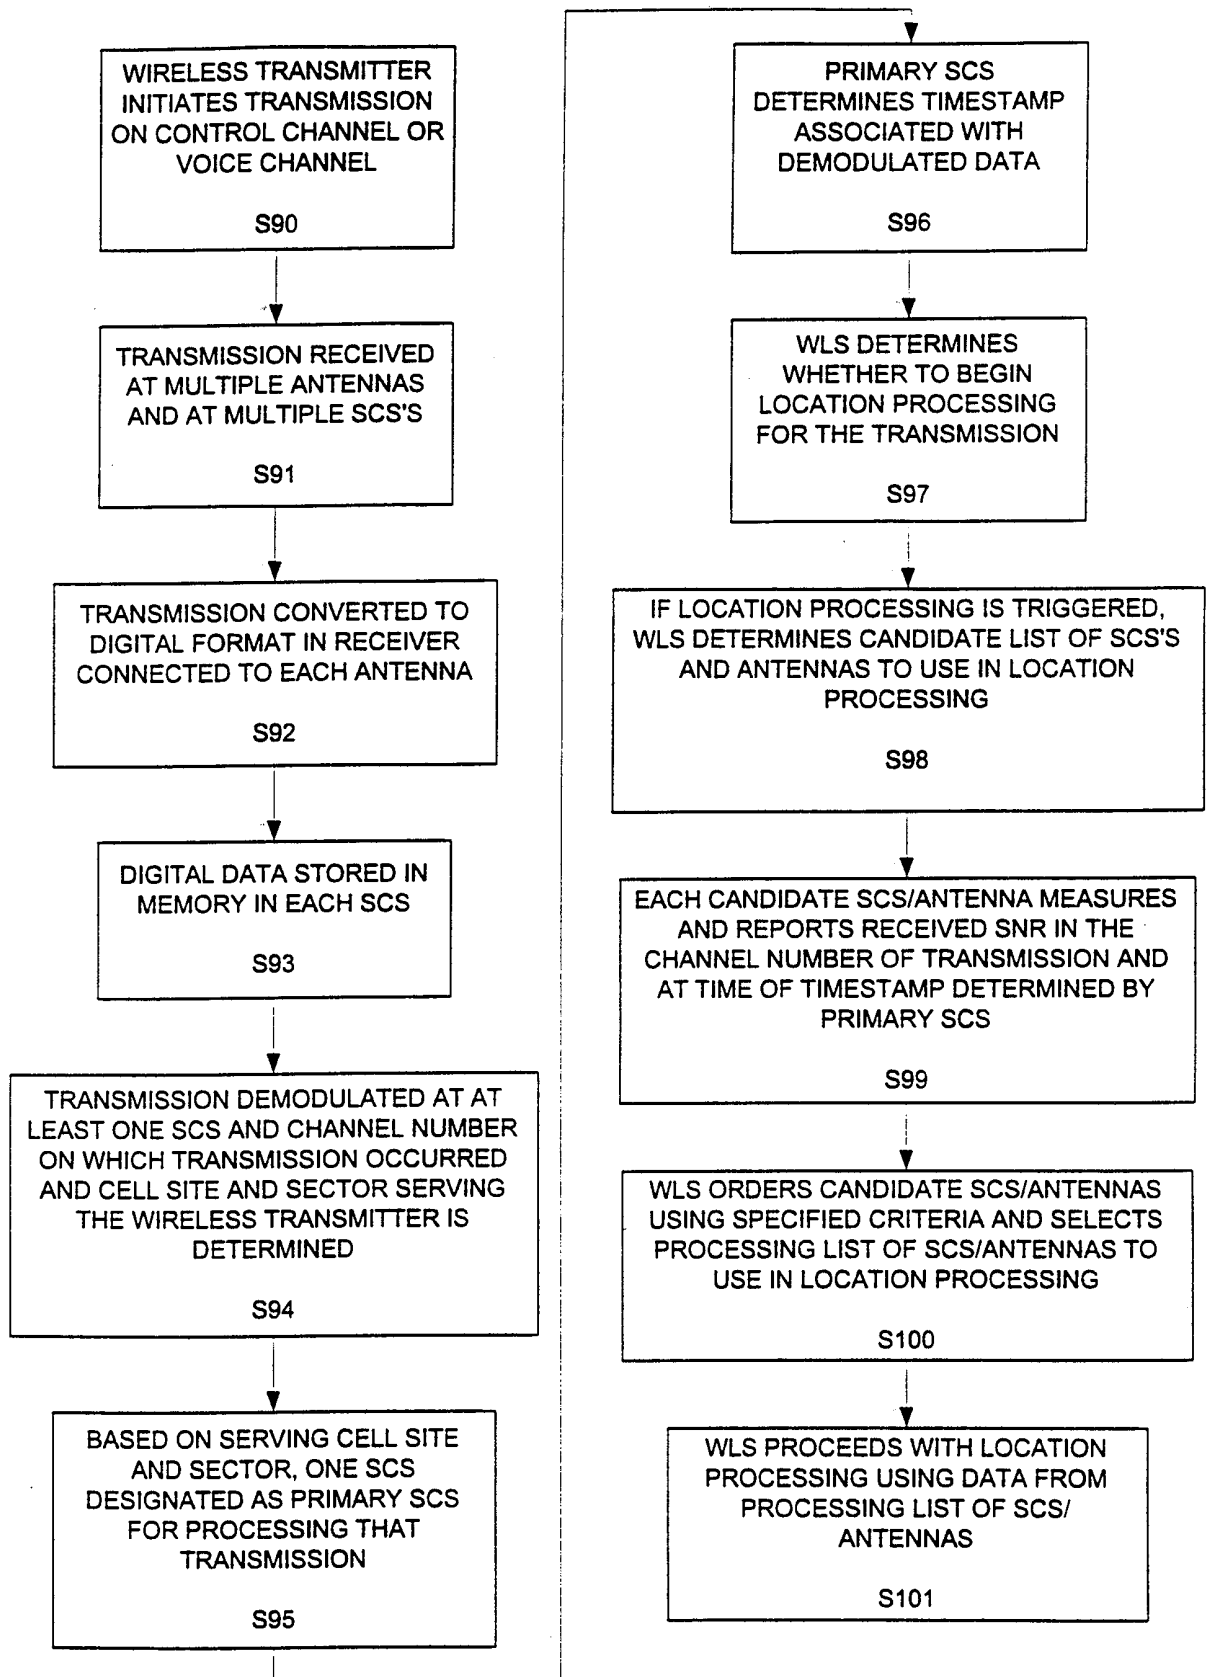 WIRELESS TRANSMITTER
INITIATES TRANSMISSION
ON CONTROL CHANNEL OR
VOICE CHANNEL
S90
TRANSMISSION RECEIVED
AT MULTIPLE ANTENNAS
AND AT MULTIPLE SCS'S
S91
TRANSMISSION CONVERTED TO
DIGITAL FORMAT IN RECEIVER
CONNECTED TO EACH ANTENNA
S92
DIGITAL DATA STORED IN
MEMORY IN EACH SCS
S93
TRANSMISSION DEMODULATED AT AT
LEAST ONE SCS AND CHANNEL NUMBER
ON WHICH TRANSMISSION OCCURRED
AND CELL SITE AND SECTOR SERVING
THE WIRELESS TRANSMITTER IS
DETERMINED
S94
BASED ON SERVING CELL SITE
AND SECTOR, ONE SCS
DESIGNATED AS PRIMARY SCS
FOR PROCESSING THAT
TRANSMISSION
S95
PRIMARY SCS
DETERMINES TIMESTAMP
ASSOCIATED WITH
DEMODULATED DATA
S96
WLS DETERMINES
WHETHER TO BEGIN
LOCATION PROCESSING
FOR THE TRANSMISSION
S97
IF LOCATION PROCESSING IS TRIGGERED,
WLS DETERMINES CANDIDATE LIST OF SCS'S
AND ANTENNAS TO USE IN LOCATION
PROCESSING
S98
EACH CANDIDATE SCS/ANTENNA MEASURES
AND REPORTS RECEIVED SNR IN THE
CHANNEL NUMBER OF TRANSMISSION AND
AT TIME OF TIMESTAMP DETERMINED BY
PRIMARY SCS
S99
WLS ORDERS CANDIDATE SCS/ANTENNAS
USING SPECIFIED CRITERIA AND SELECTS
PROCESSING LIST OF SCS/ANTENNAS TO
USE IN LOCATION PROCESSING
S100
WLS PROCEEDS WITH LOCATION
PROCESSING USING DATA FROM
PROCESSING LIST OF SCS/
ANTENNAS
S101